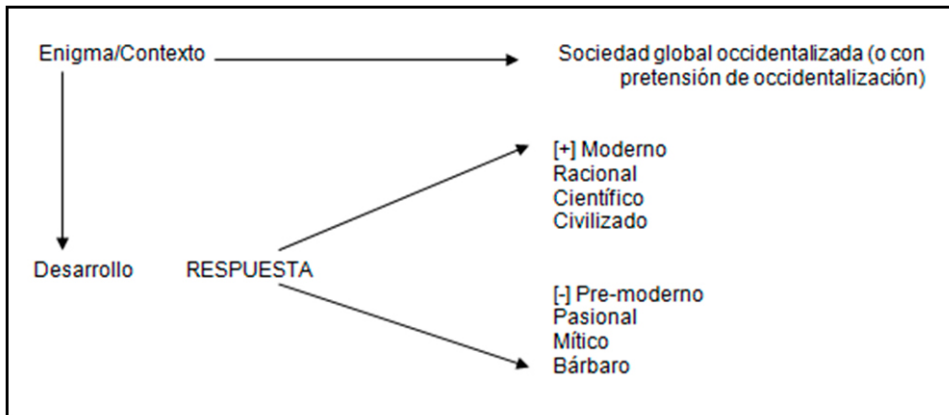 Enigma/Contexto
Sociedad global occidentalizada (o con
pretensión de occidentalización)
[+] Moderno
Racional
Científico
Civilizado
Desarrollo
RESPUESTA
[-] Pre-moderno
Pasional
Mítico
Bárbaro